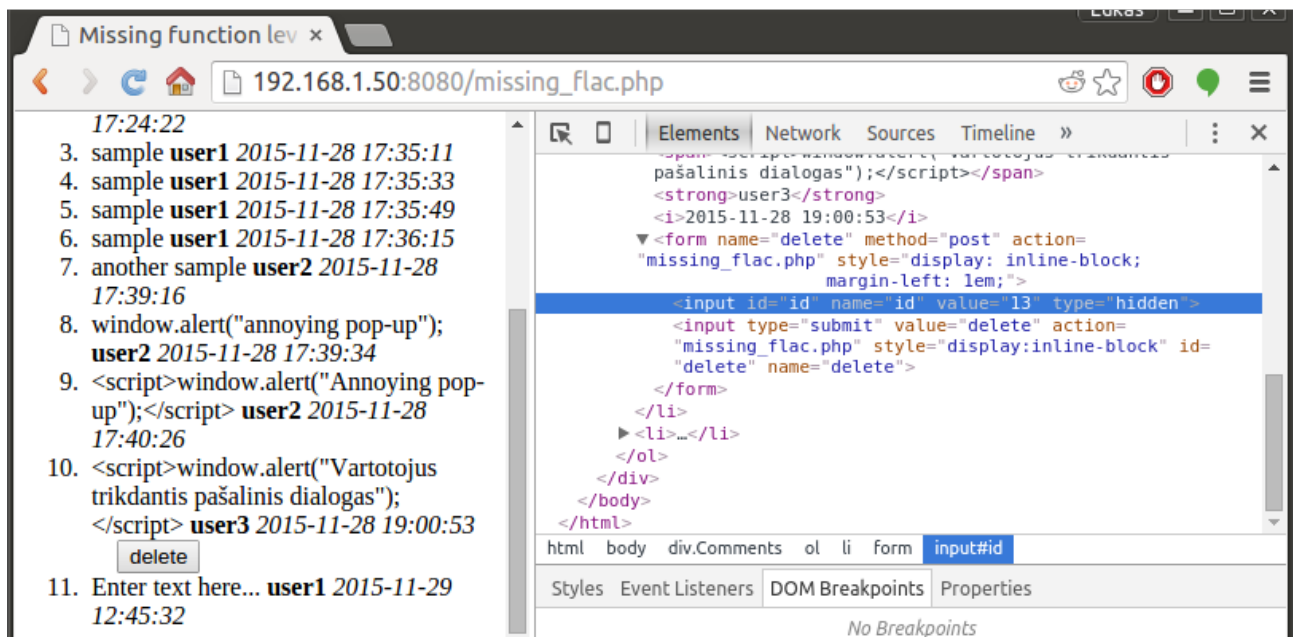 Lukas
Missing function lev ×
192.168.1.50:8080/missing_flac.php
17:24:22
3. sample user1 2015-11-28 17:35:11
4. sample user1 2015-11-28 17:35:33
5. sample user1 2015-11-28 17:35:49
6. sample user1 2015-11-28 17:36:15
7. another sample user2 2015-11-28
17:39:16
8. window.alert("annoying pop-up");
user2 2015-11-28 17:39:34
9. <script>window.alert("Annoying pop-
up");</script> user2 2015-11-28
17:40:26
10. <script>window.alert("Vartotojus
trikdantis pašalinis dialogas");
</script> user3 2015-11-28 19:00:53
delete
11. Enter text here... user1 2015-11-29
12:45:32
Elements Network Sources Timeline »
<span> <script>window.alert("Vartotojus trikdantis
pašalinis dialogas");</script></span>
<strong>user3</strong>
<i>2015-11-28 19:00:53</i>
▼<form name="delete" method="post" action=
"missing_flac.php" style="display: inline-block;
margin-left: 1em;">
<input id="id" name="id" value="13" type="hidden">
<input type="submit" value="delete" action=
"missing_flac.php" style="display:inline-block" id=
"delete" name="delete">
</form>
</li>
▶<li>…</li>
</ol>
</div>
</body>
</html>
html body div.Comments ol li form input#id
Styles Event Listeners DOM Breakpoints Properties
No Breakpoints